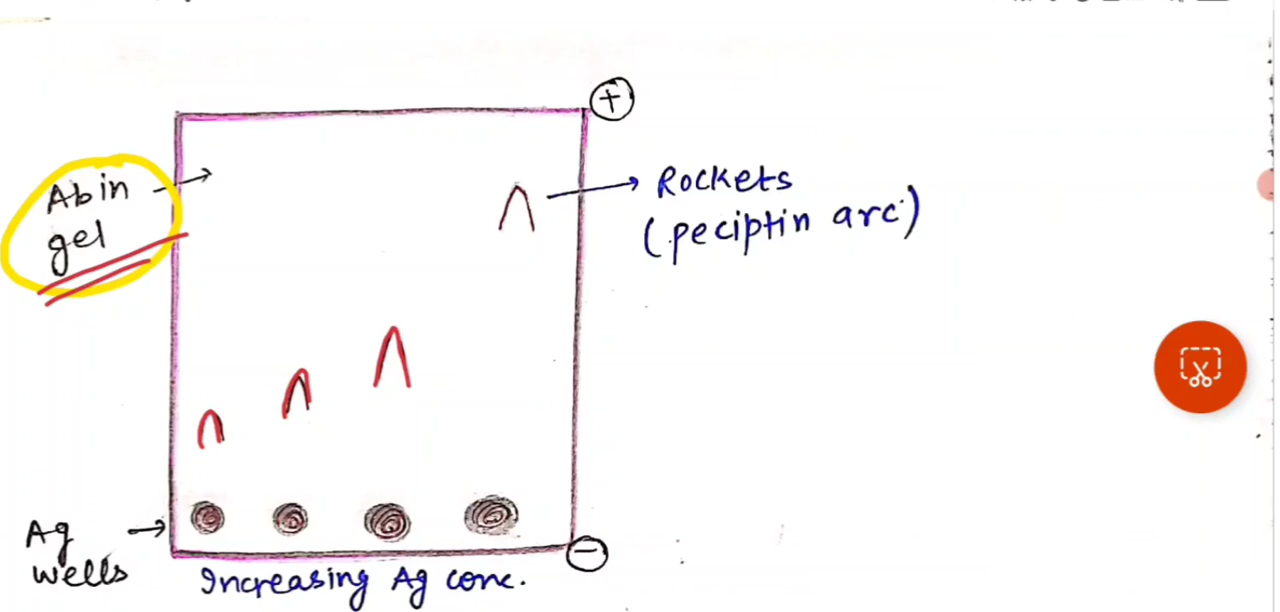 +
Ab in
gel
Rockets
(peciptin arc)
Ag
wells
−
Increasing Ag conc.